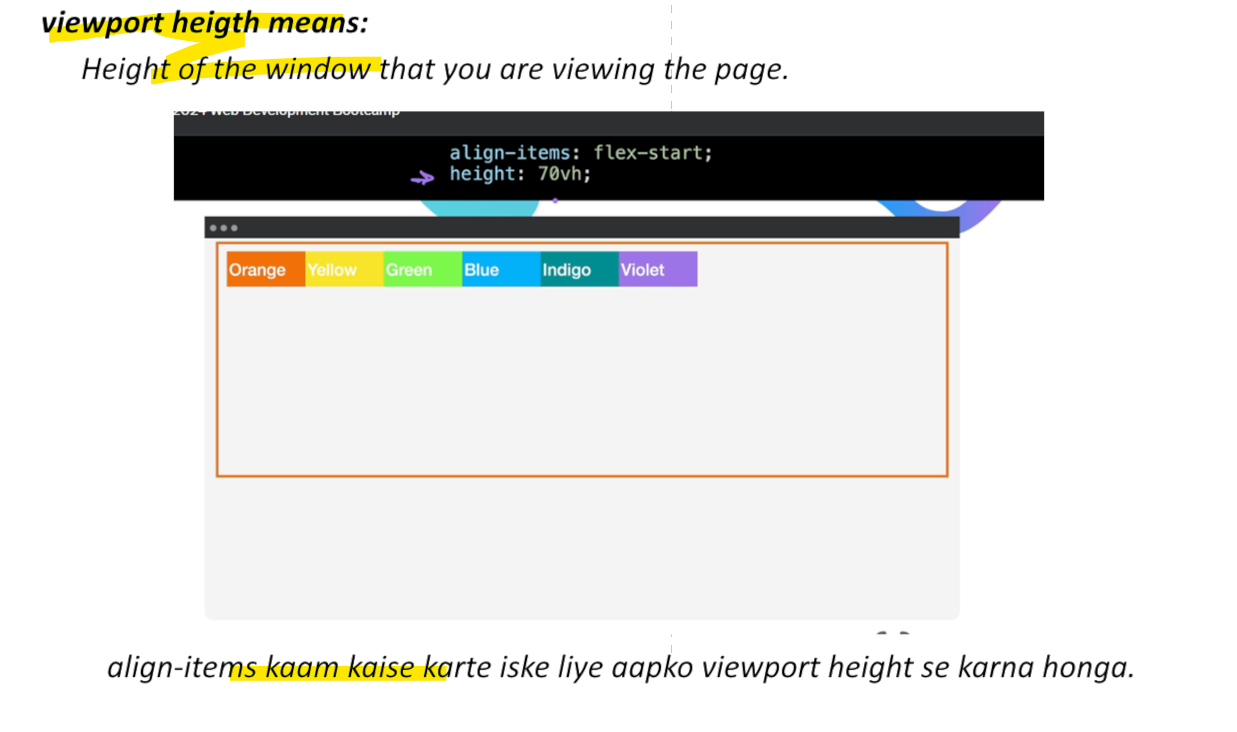 viewport heigth means:
Height of the window that you are viewing the page.
2024 Web Development Bootcamp
align-items: flex-start;
height: 70vh;
Orange Yellow Green Blue Indigo Violet
align-items kaam kaise karte iske liye aapko viewport height se karna honga.